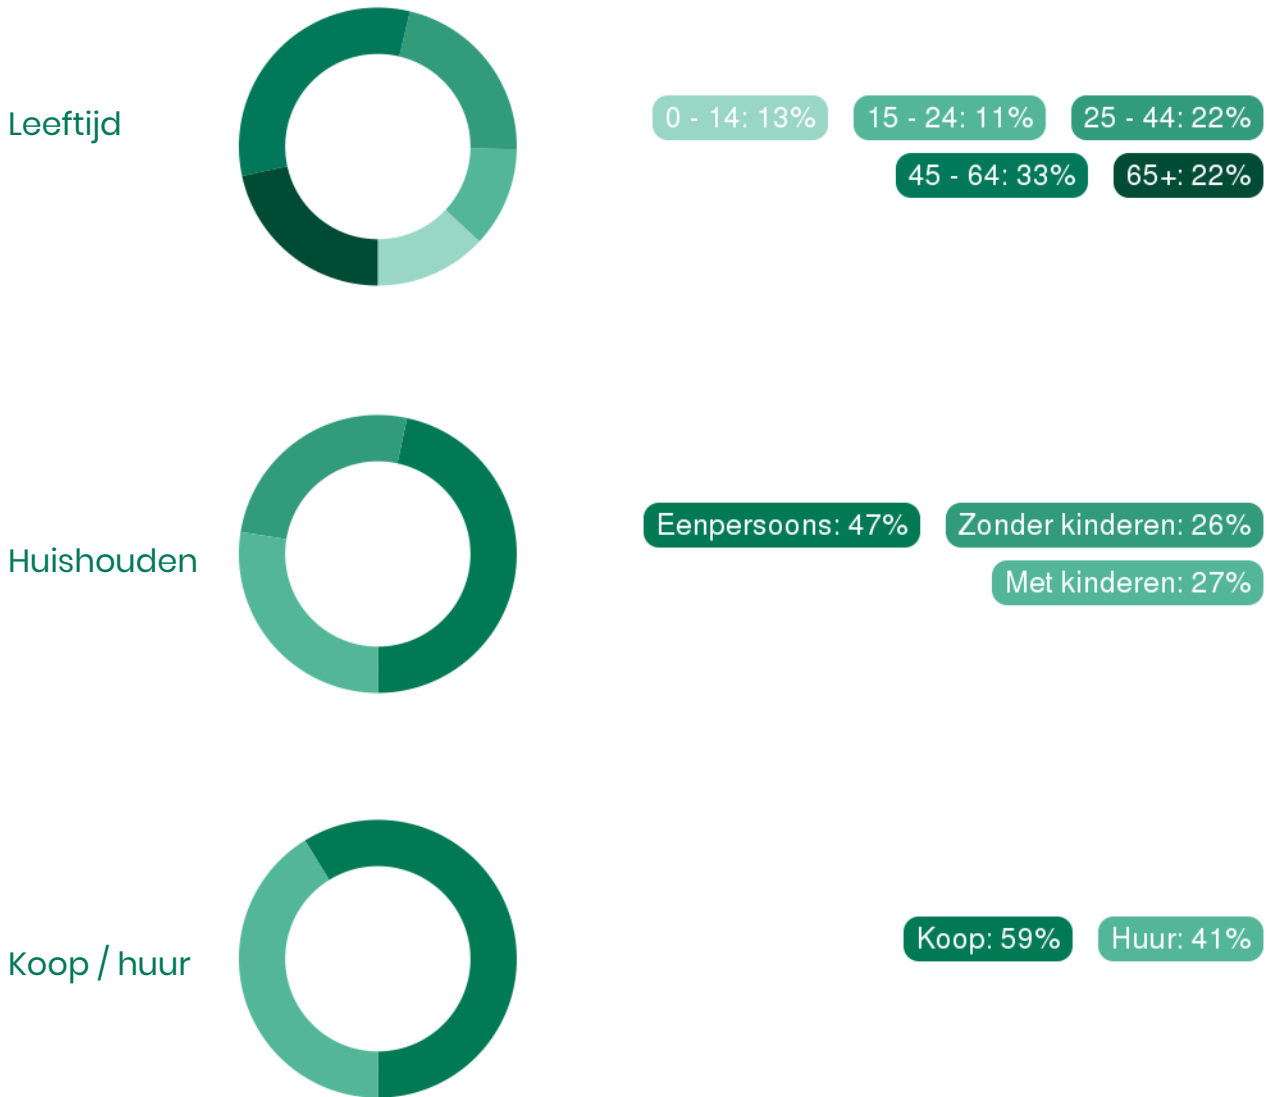 Leeftijd
0 - 14: 13% 15 - 24: 11% 25 - 44: 22%
45 - 64: 33% 65+: 22%
Huishouden
Eenpersoons: 47% Zonder kinderen: 26%
Met kinderen: 27%
Koop / huur
Koop: 59% Huur: 41%